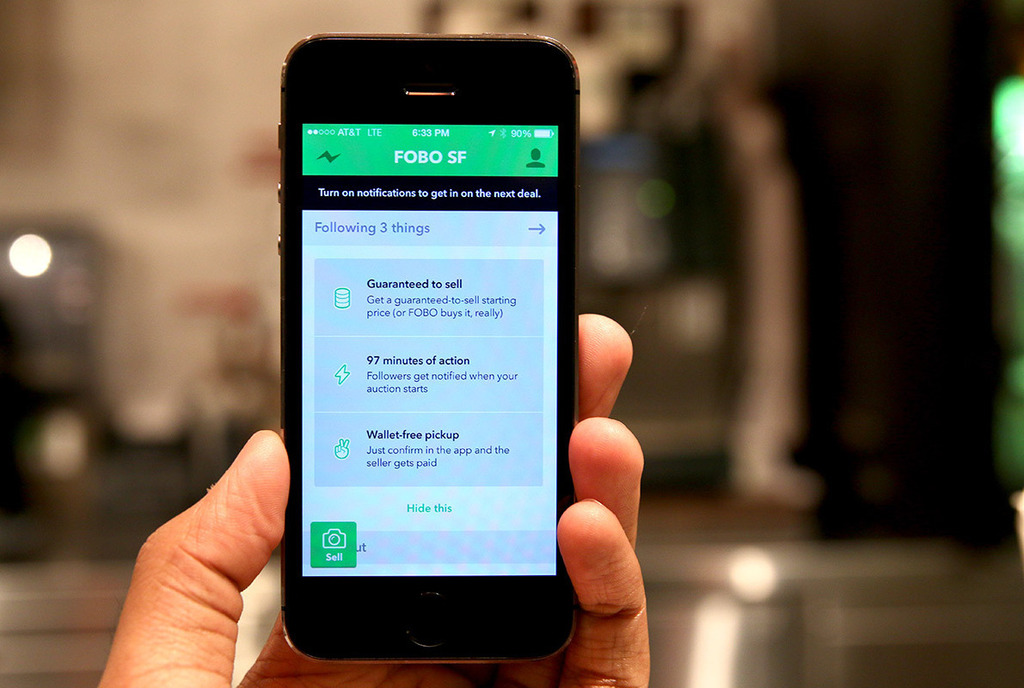 AT&T LTE 6:33 PM 90%
FOBO SF
Turn on notifications to get in on the next deal.
Following 3 things
Guaranteed to sell
Get a guaranteed-to-sell starting
price (or FOBO buys it, really)
97 minutes of action
Followers get notified when your
auction starts
Wallet-free pickup
Just confirm in the app and the
seller gets paid
Hide this
Sell